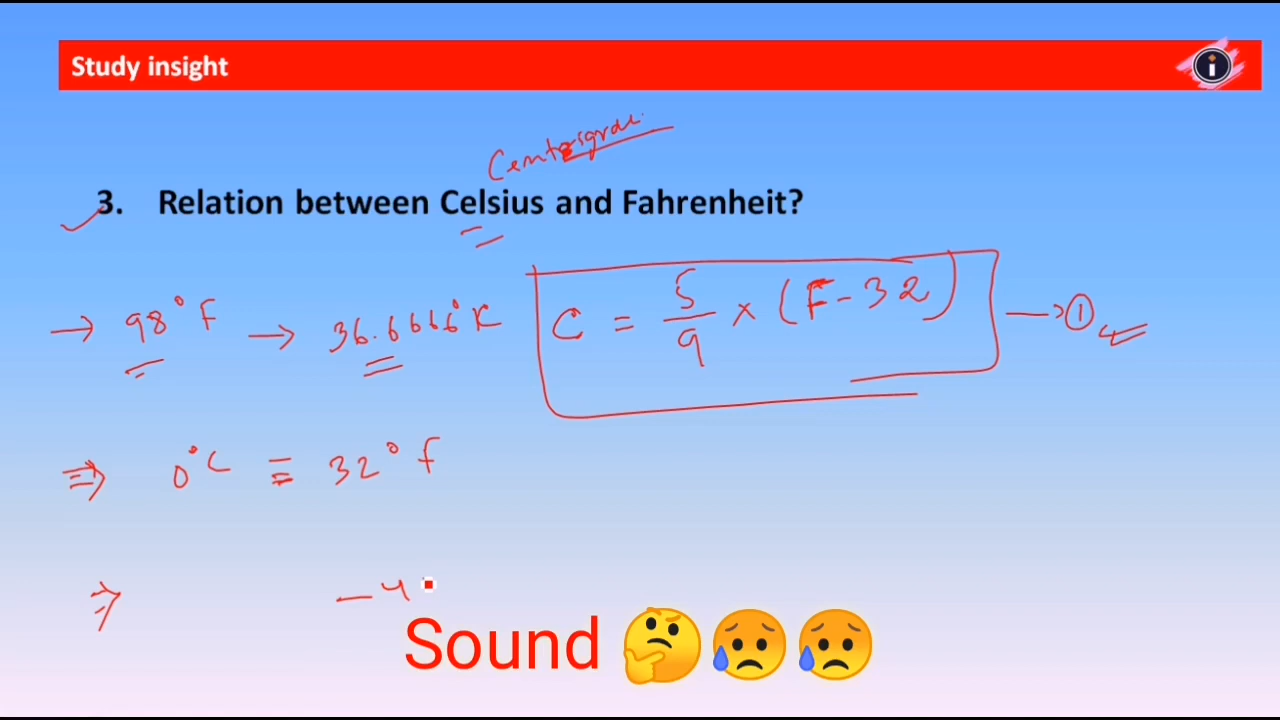 Study insight
i
Centisgrade
3. Relation between Celsius and Fahrenheit?
→ 98°F → 36.6666°K
C = 5/9 × (F - 32) → ①
⇒ 0°C ≡ 32°F
⇒ -4
Sound 🤔😥😥